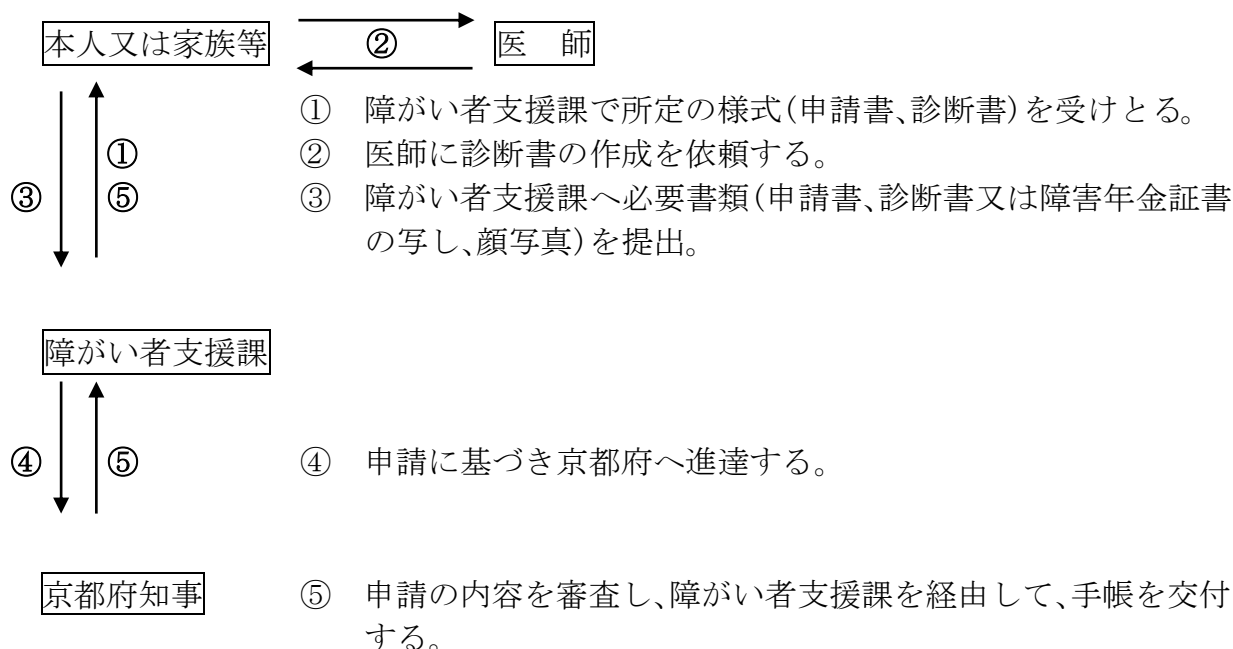 本人又は家族等 ② 医 師
① 障がい者支援課で所定の様式(申請書、診断書)を受けとる。
① ② 医師に診断書の作成を依頼する。
③ ⑤ ③ 障がい者支援課へ必要書類(申請書、診断書又は障害年金証書
の写し、顔写真)を提出。
障がい者支援課
④ ⑤ ④ 申請に基づき京都府へ進達する。
京都府知事 ⑤ 申請の内容を審査し、障がい者支援課を経由して、手帳を交付
する。